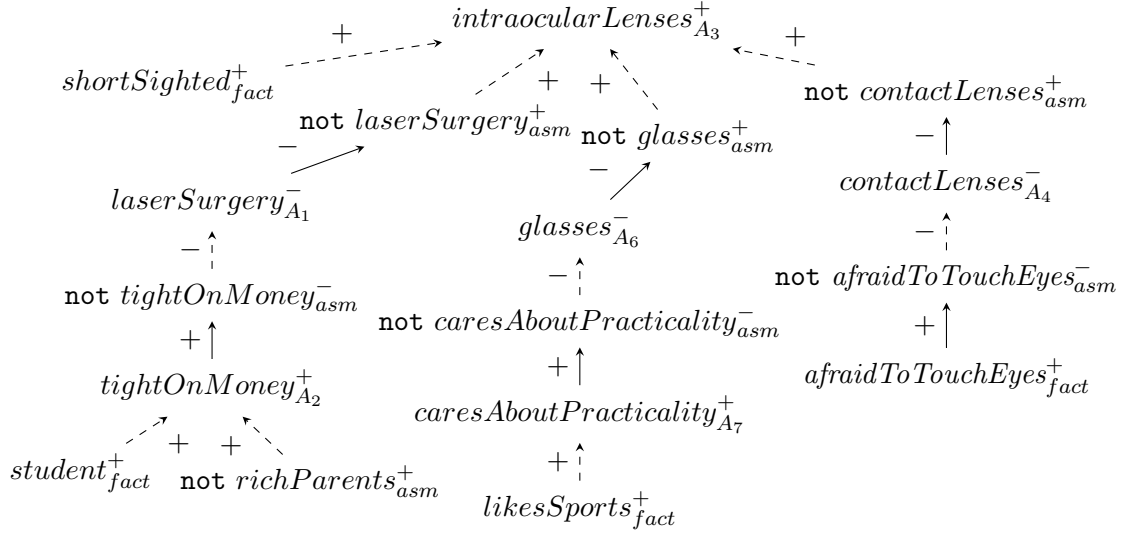 intraocularLenses⁺_A₃
+ +
shortSighted⁺_fact
+ +
not contactLenses⁺_asm
not laserSurgery⁺_asm
not glasses⁺_asm
− − −
laserSurgery⁻_A₁
contactLenses⁻_A₄
glasses⁻_A₆
− − −
not tightOnMoney⁻_asm
not afraidToTouchEyes⁻_asm
not caresAboutPracticality⁻_asm
+ + +
tightOnMoney⁺_A₂
afraidToTouchEyes⁺_fact
caresAboutPracticality⁺_A₇
+ + +
student⁺_fact
not richParents⁺_asm
likesSports⁺_fact